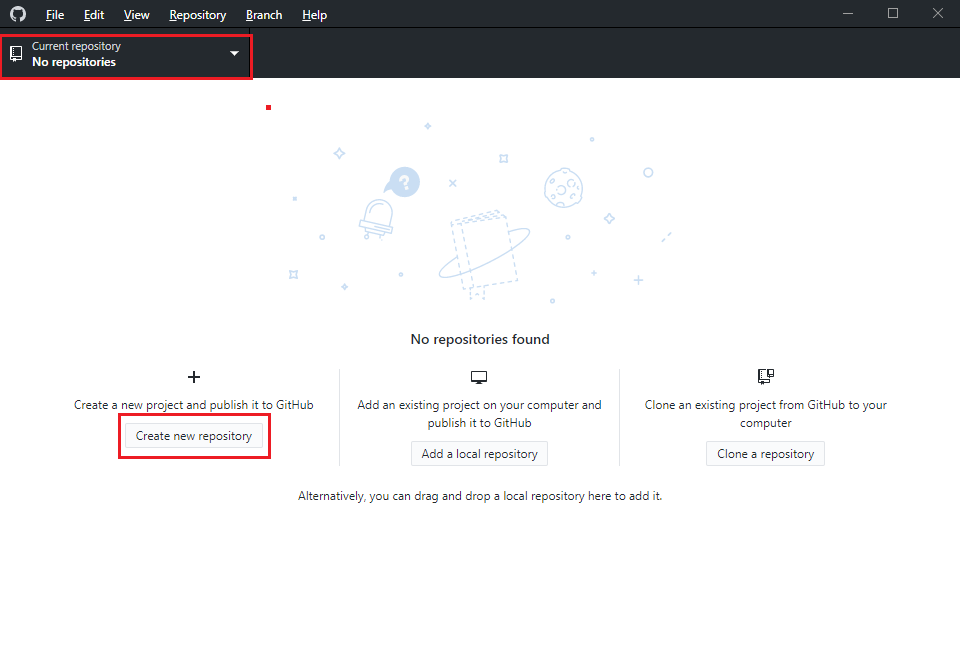 File Edit View Repository Branch Help
Current repository
No repositories
?
No repositories found
Create a new project and publish it to GitHub
Create new repository
Add an existing project on your computer and
publish it to GitHub
Add a local repository
Clone an existing project from GitHub to your
computer
Clone a repository
Alternatively, you can drag and drop a local repository here to add it.